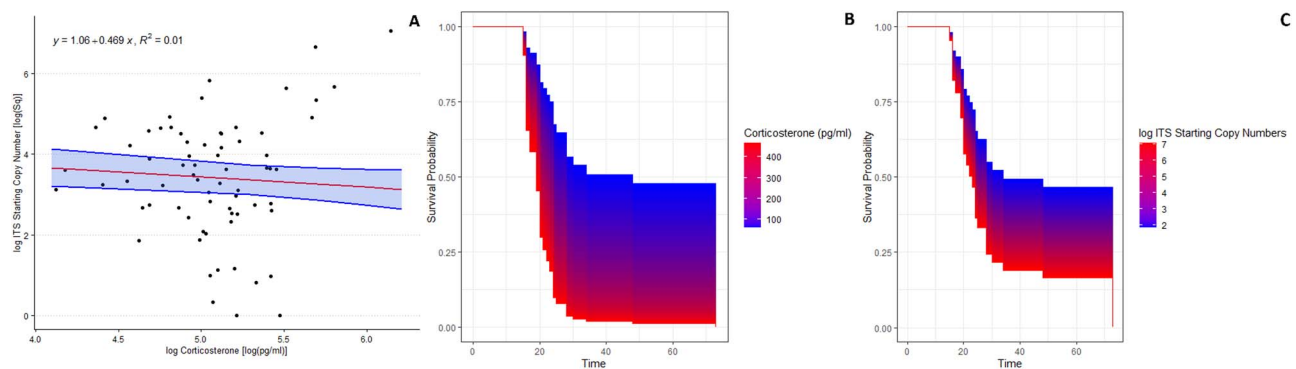 A
y = 1.06+0.469 x, R² = 0.01
log ITS Starting Copy Number [log(Sq)]
6
4
2
0
4.0 4.5 5.0 5.5 6.0
log Corticosterone [log(pg/ml)]
B
Survival Probability
1.00
0.75
0.50
0.25
0.00
0 20 40 60
Time
Corticosterone (pg/ml)
400
300
200
100
C
Survival Probability
1.00
0.75
0.50
0.25
0.00
0 20 40 60
Time
log ITS Starting Copy Numbers
7
6
5
4
3
2